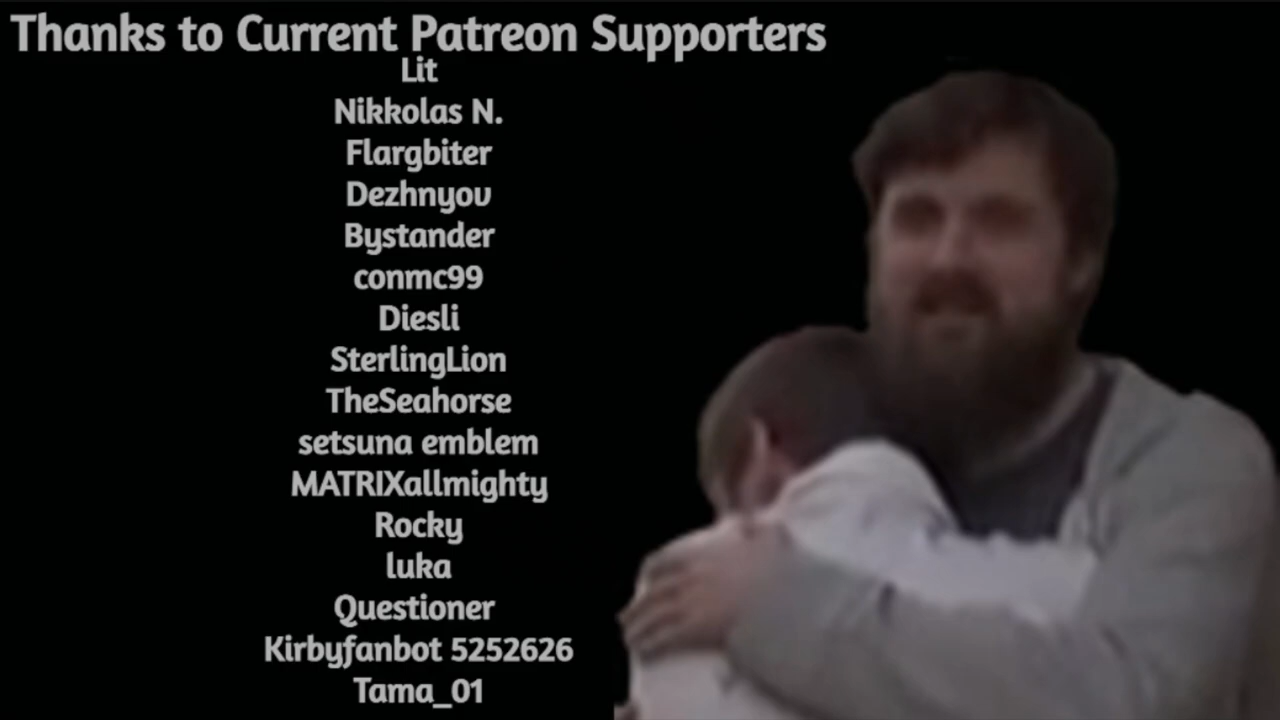 Thanks to Current Patreon Supporters
Lit
Nikkolas N.
Flargbiter
Dezhnyov
Bystander
conmc99
Diesli
SterlingLion
TheSeahorse
setsuna emblem
MATRIXallmighty
Rocky
luka
Questioner
Kirbyfanbot 5252626
Tama_01